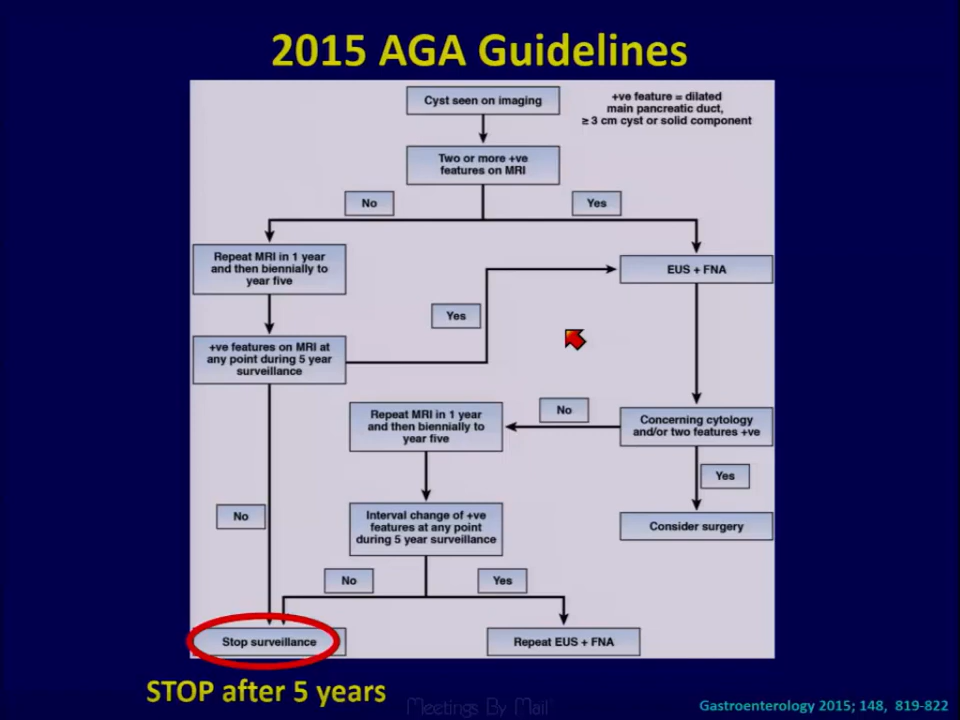 2015 AGA Guidelines
Cyst seen on imaging
+ve feature = dilated
main pancreatic duct,
≥ 3 cm cyst or solid component
Two or more +ve
features on MRI
No
Yes
Repeat MRI in 1 year
and then biennially to
year five
EUS + FNA
Yes
+ve features on MRI at
any point during 5 year
surveillance
Repeat MRI in 1 year
and then biennially to
year five
No
Concerning cytology
and/or two features +ve
Yes
No
Interval change of +ve
features at any point
during 5 year surveillance
Consider surgery
No
Yes
Stop surveillance
Repeat EUS + FNA
STOP after 5 years
Meetings By Mail
Gastroenterology 2015; 148, 819-822